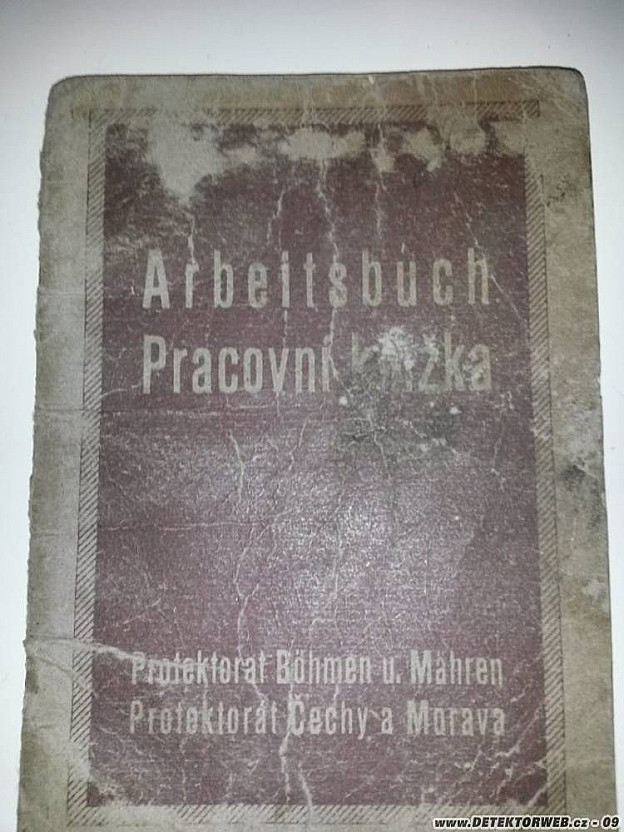 Arbeitsbuch
Pracovní knížka
Protektorat Böhmen u. Mähren
Protektorát Čechy a Morava
www.DETEKTORWEB.cz - 09